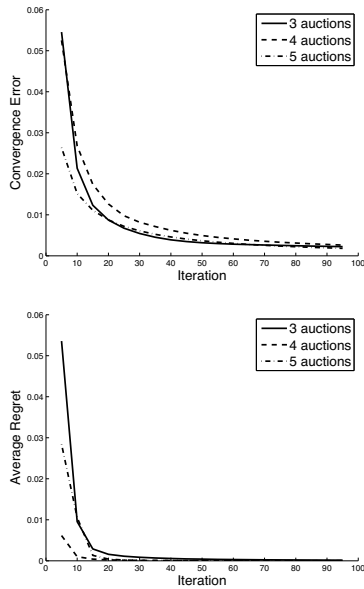 0.06
3 auctions
4 auctions
5 auctions
0.05
0.04
0.03
0.02
0.01
0
Convergence Error
0 10 20 30 40 50 60 70 80 90 100
Iteration
0.06
3 auctions
4 auctions
5 auctions
0.05
0.04
0.03
0.02
0.01
0
Average Regret
0 10 20 30 40 50 60 70 80 90 100
Iteration